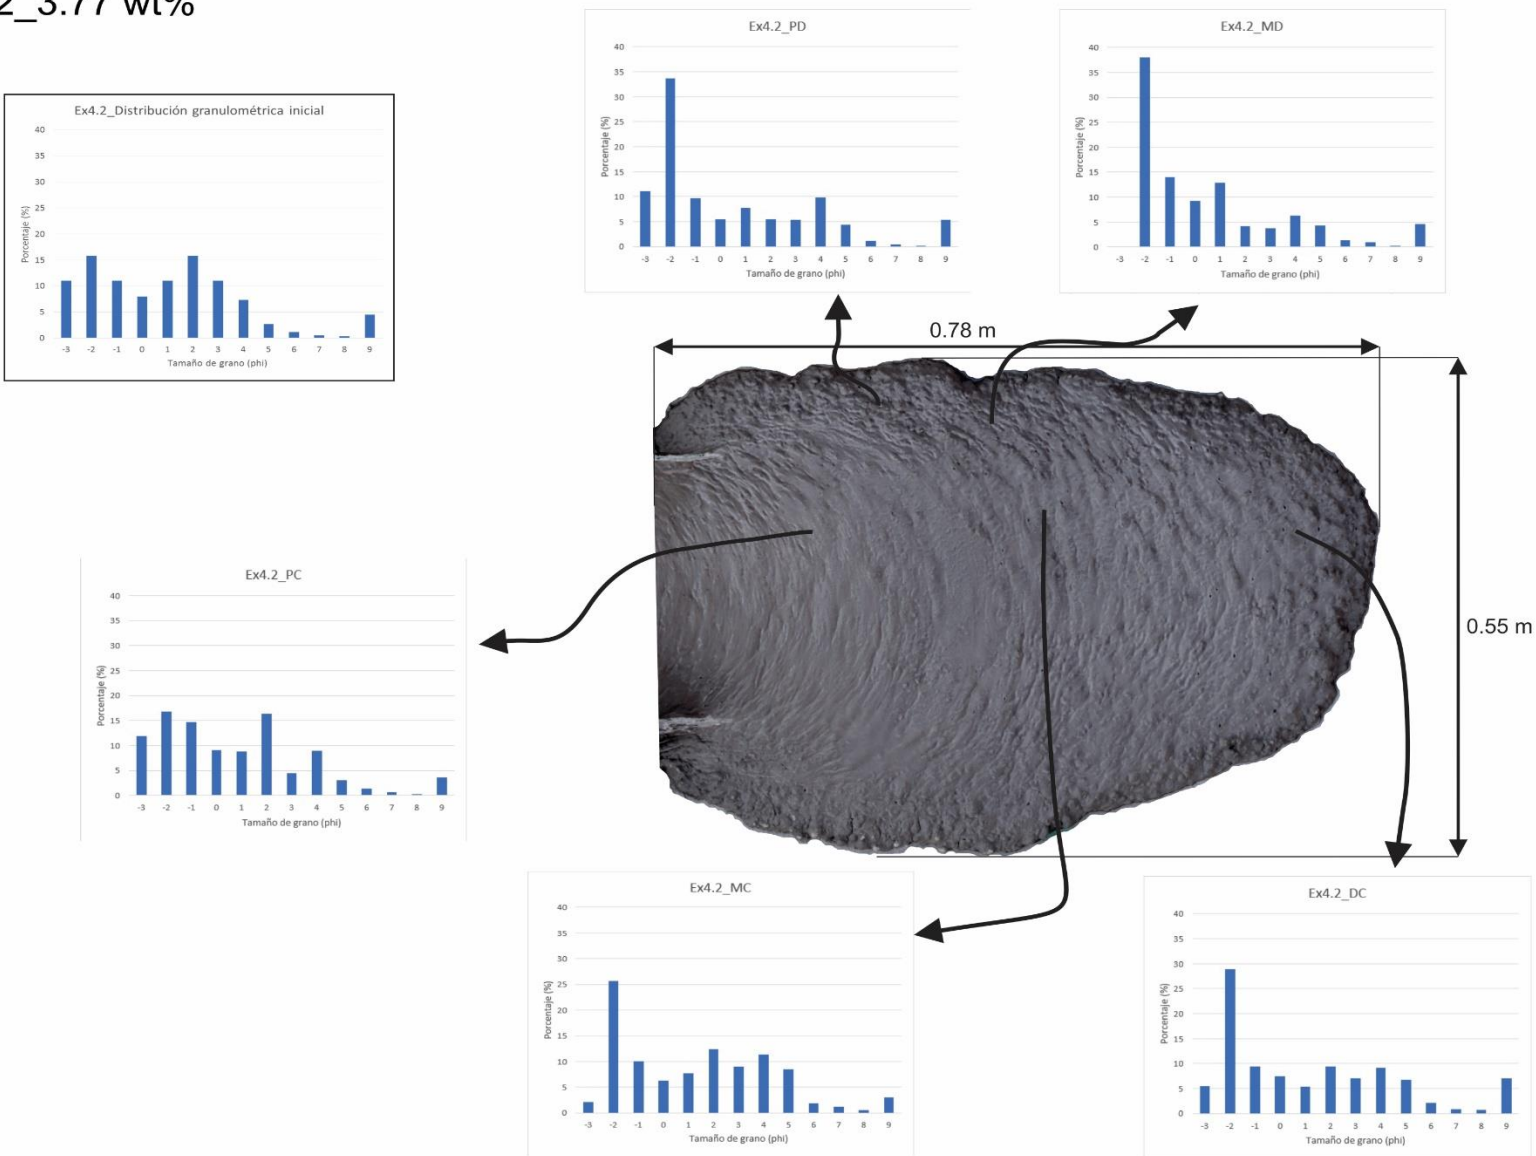 2_3.77 wt%
Ex4.2_Distribución granulométrica inicial
Porcentaje (%)
40
35
30
25
20
15
10
5
0
-3 -2 -1 0 1 2 3 4 5 6 7 8 9
Tamaño de grano (phi)
Ex4.2_PD
Porcentaje (%)
40
35
30
25
20
15
10
5
0
-3 -2 -1 0 1 2 3 4 5 6 7 8 9
Tamaño de grano (phi)
Ex4.2_MD
Porcentaje (%)
40
35
30
25
20
15
10
5
0
-3 -2 -1 0 1 2 3 4 5 6 7 8 9
Tamaño de grano (phi)
0.78 m
0.55 m
Ex4.2_PC
Porcentaje (%)
40
35
30
25
20
15
10
5
0
-3 -2 -1 0 1 2 3 4 5 6 7 8 9
Tamaño de grano (phi)
Ex4.2_MC
Porcentaje (%)
40
35
30
25
20
15
10
5
0
-3 -2 -1 0 1 2 3 4 5 6 7 8 9
Tamaño de grano (phi)
Ex4.2_DC
Porcentaje (%)
40
35
30
25
20
15
10
5
0
-3 -2 -1 0 1 2 3 4 5 6 7 8 9
Tamaño de grano (phi)